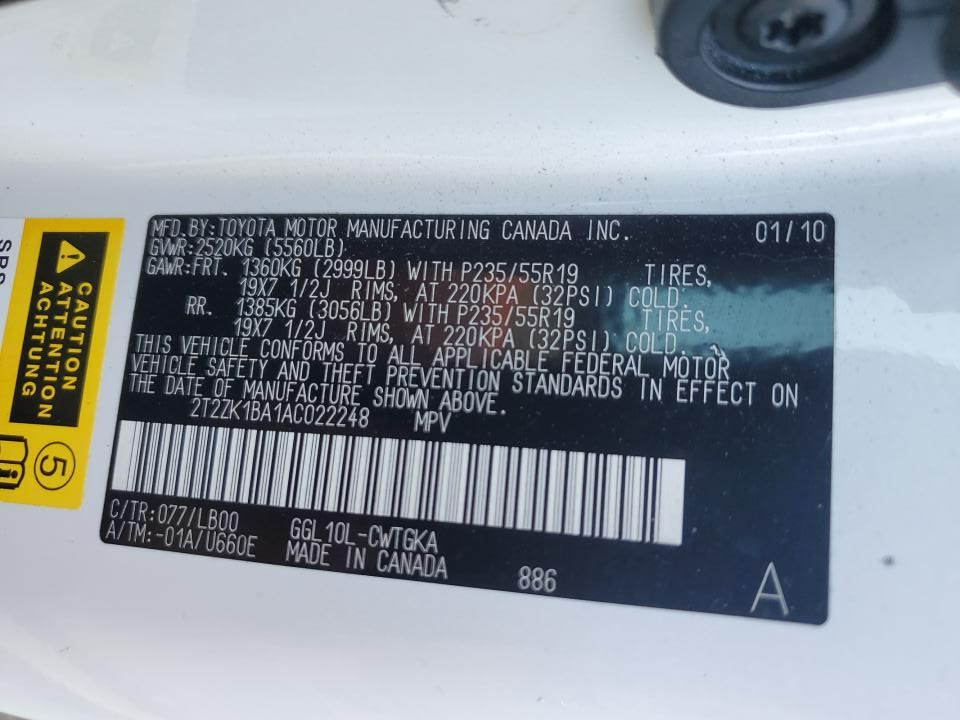 MFD. BY: TOYOTA MOTOR MANUFACTURING CANADA INC. 01/10
GVWR: 2520KG (5560LB)
GAWR: FRT. 1360KG (2999LB) WITH P235/55R19 TIRES,
19X7 1/2J RIMS, AT 220KPA (32PSI) COLD.
RR. 1385KG (3056LB) WITH P235/55R19 TIRES,
19X7 1/2J RIMS, AT 220KPA (32PSI) COLD.
THIS VEHICLE CONFORMS TO ALL APPLICABLE FEDERAL MOTOR
VEHICLE SAFETY AND THEFT PREVENTION STANDARDS IN EFFECT ON
THE DATE OF MANUFACTURE SHOWN ABOVE.
2T2ZK1BA1AC022248 MPV
C/TR: 077/LB00 GGL10L-CWTGKA
A/TM: -01A/U660E MADE IN CANADA 886
A
CAUTION
ATTENTION
ACHTUNG
5
SRS